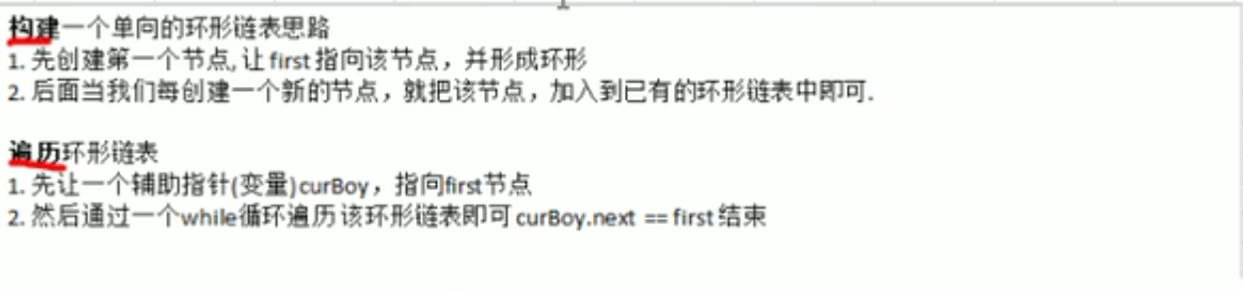 构建一个单向的环形链表思路
1. 先创建第一个节点, 让 first 指向该节点，并形成环形
2. 后面当我们每创建一个新的节点，就把该节点，加入到已有的环形链表中即可.
遍历环形链表
1. 先让一个辅助指针(变量) curBoy，指向first节点
2. 然后通过一个while循环遍历该环形链表即可 curBoy.next == first 结束